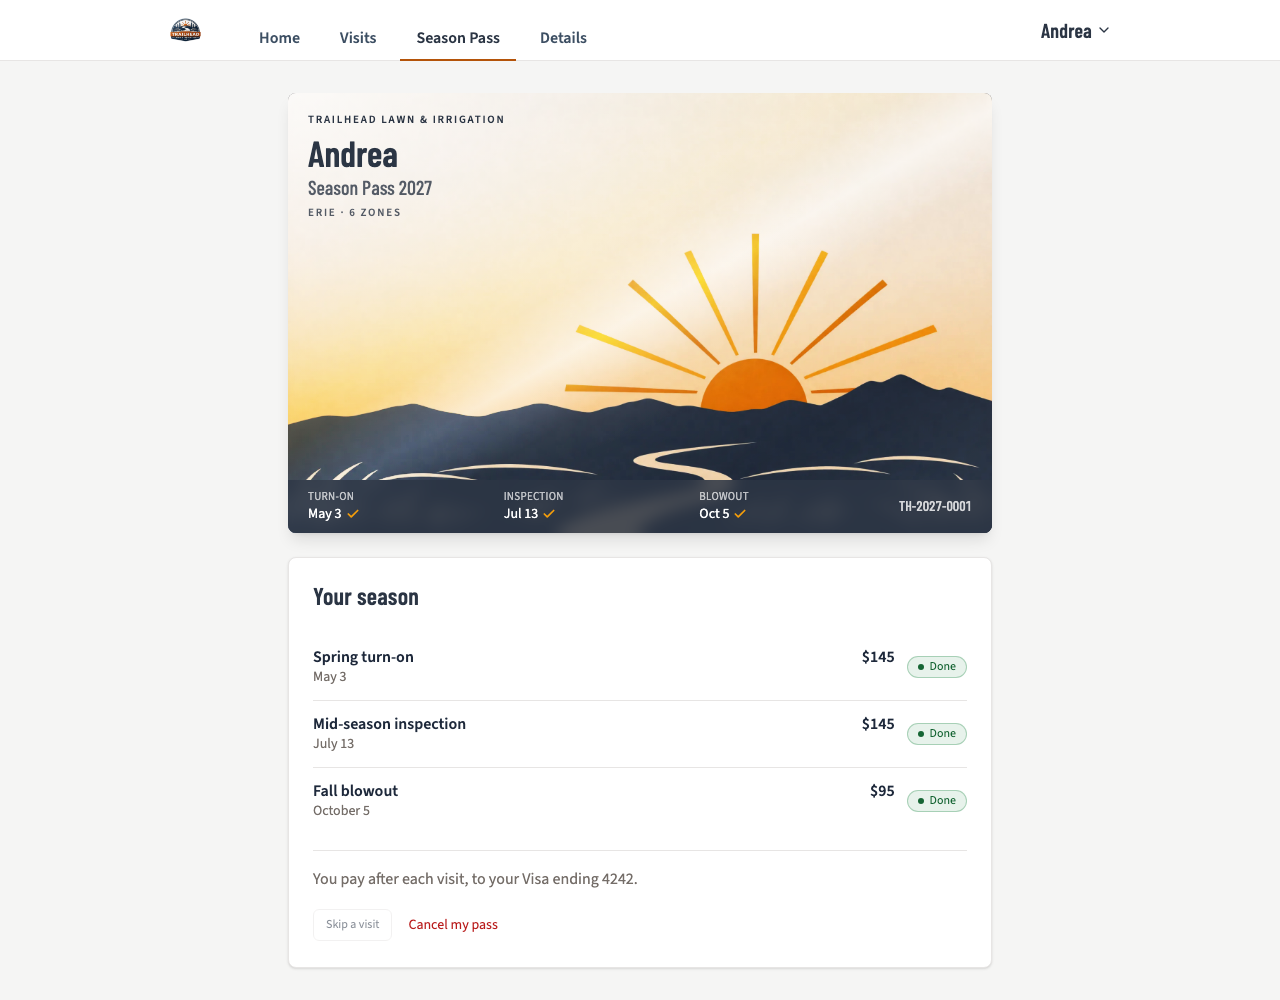 TRAILHEAD
Home
Visits
Season Pass
Details
Andrea
TRAILHEAD LAWN & IRRIGATION
Andrea
Season Pass 2027
ERIE · 6 ZONES
TURN-ON
May 3
INSPECTION
Jul 13
BLOWOUT
Oct 5
TH-2027-0001
Your season
Spring turn-on
$145
Done
May 3
Mid-season inspection
$145
Done
July 13
Fall blowout
$95
Done
October 5
You pay after each visit, to your Visa ending 4242.
Skip a visit
Cancel my pass